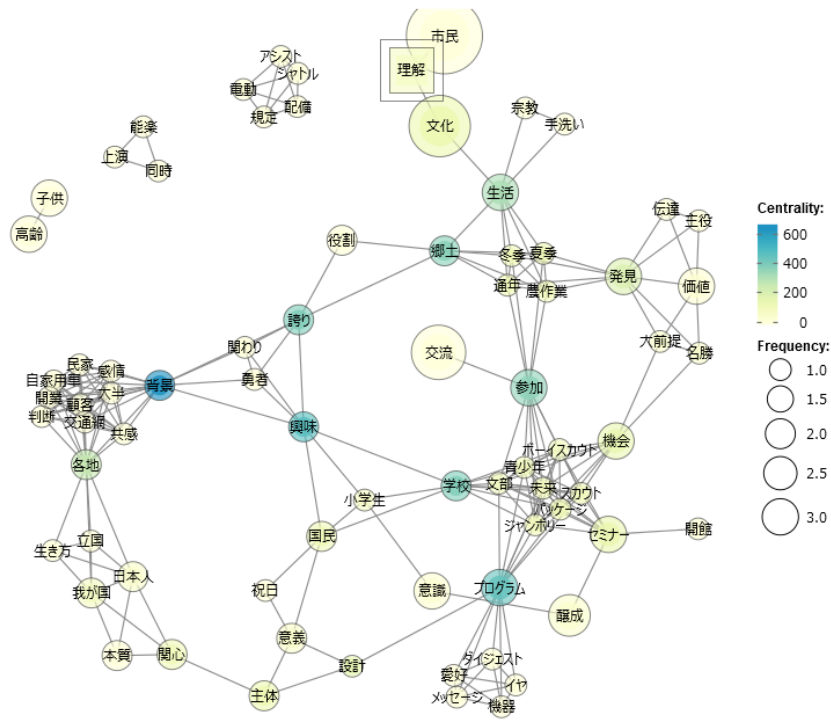 市民
理解
文化
アシスト
シャトル
電動
規定
配備
能楽
上演
同時
子供
高齢
宗教
手洗い
生活
役割
郷土
冬季
夏季
通年
農作業
発見
伝達
主役
価値
大前提
名勝
誇り
関わり
勇者
背景
興味
交流
参加
民家
感情
自家用車
大半
開業
顧客
判断
交通網
共感
各地
機会
ボーイスカウト
青少年
学校
文部
未来
スカウト
パッケージ
ジャンボリー
セミナー
開館
小学生
国民
生き方
立国
我が国
日本人
本質
関心
祝日
意識
プログラム
醸成
意義
設計
主体
ダイジェスト
愛好
イヤ
メッセージ
機器
Centrality:
600
400
200
0
Frequency:
1.0
1.5
2.0
2.5
3.0